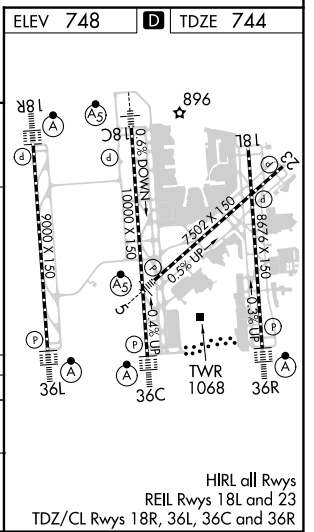 ELEV 748 D TDZE 744
896
18R
A
A5
18C
18L
P
P
P
23
0.6% DOWN
9000 X 150
10000 X 150
7502 X 150
0.5% UP
8676 X 150
P
A5
P
5
0.4% UP
0.3% UP
P
P
P
A
A
A
36L
36C
TWR
1068
36R
HIRL all Rwys
REIL Rwys 18L and 23
TDZ/CL Rwys 18R, 36L, 36C and 36R